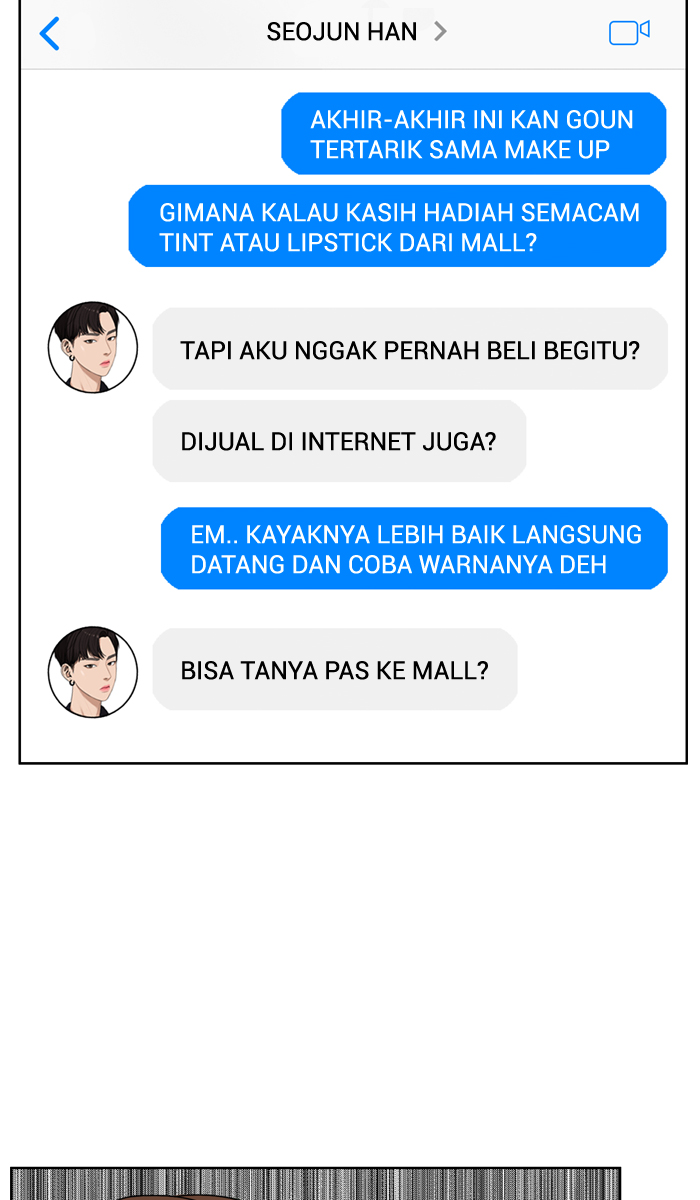 SEOJUN HAN
AKHIR-AKHIR INI KAN GOUN
TERTARIK SAMA MAKE UP
GIMANA KALAU KASIH HADIAH SEMACAM
TINT ATAU LIPSTICK DARI MALL?
TAPI AKU NGGAK PERNAH BELI BEGITU?
DIJUAL DI INTERNET JUGA?
EM.. KAYAKNYA LEBIH BAIK LANGSUNG
DATANG DAN COBA WARNANYA DEH
BISA TANYA PAS KE MALL?